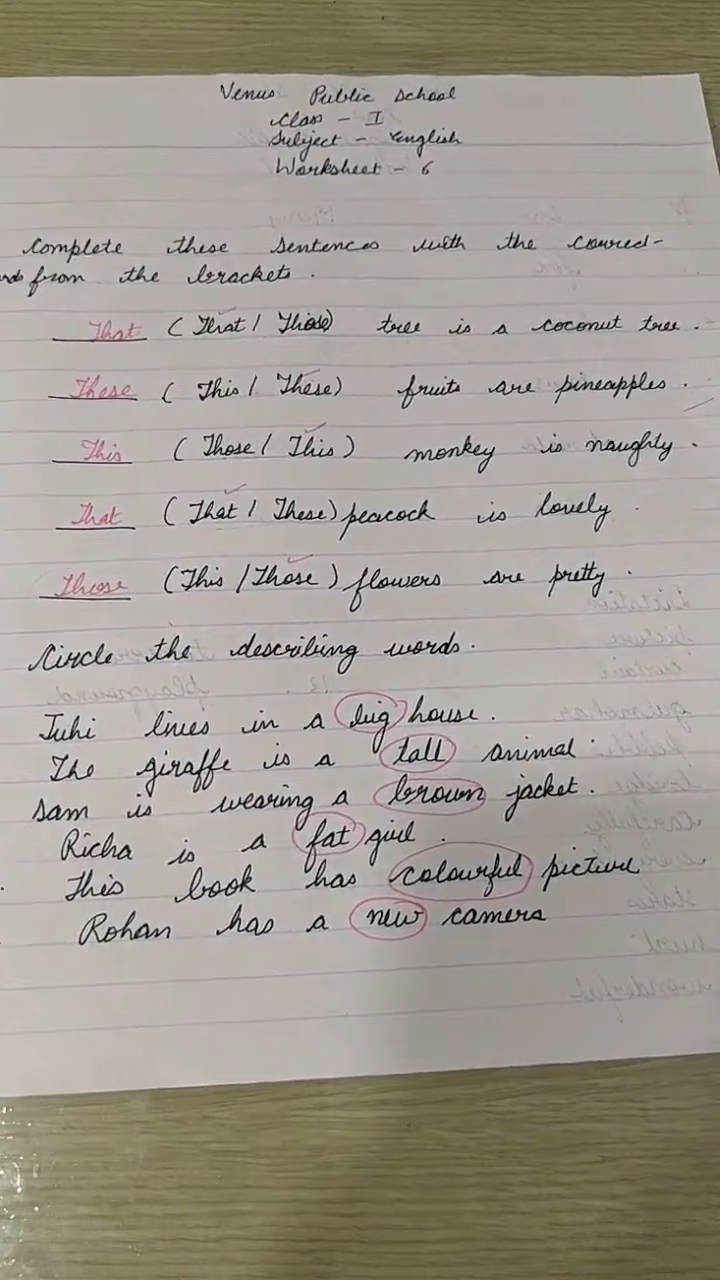 Venus Public School
Class - I
Subject - English
Worksheet - 6
Complete these sentences with the coured-
from the brackets.
That (That / Those) tree is a coconut tree.
These (This / These) fruits are pineapples.
This (Those / This) monkey is naughty.
That (That / These) peacock is lovely.
Those (This / Those) flowers are pretty.
Circle the describing words.
Juhi lives in a big house.
The giraffe is a tall animal.
Sam is wearing a brown jacket.
Richa is a fat girl.
This book has colourful picture
Rohan has a new camera